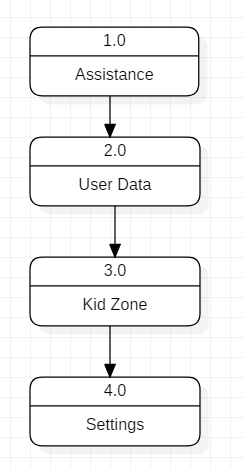 1.0
Assistance
2.0
User Data
3.0
Kid Zone
4.0
Settings